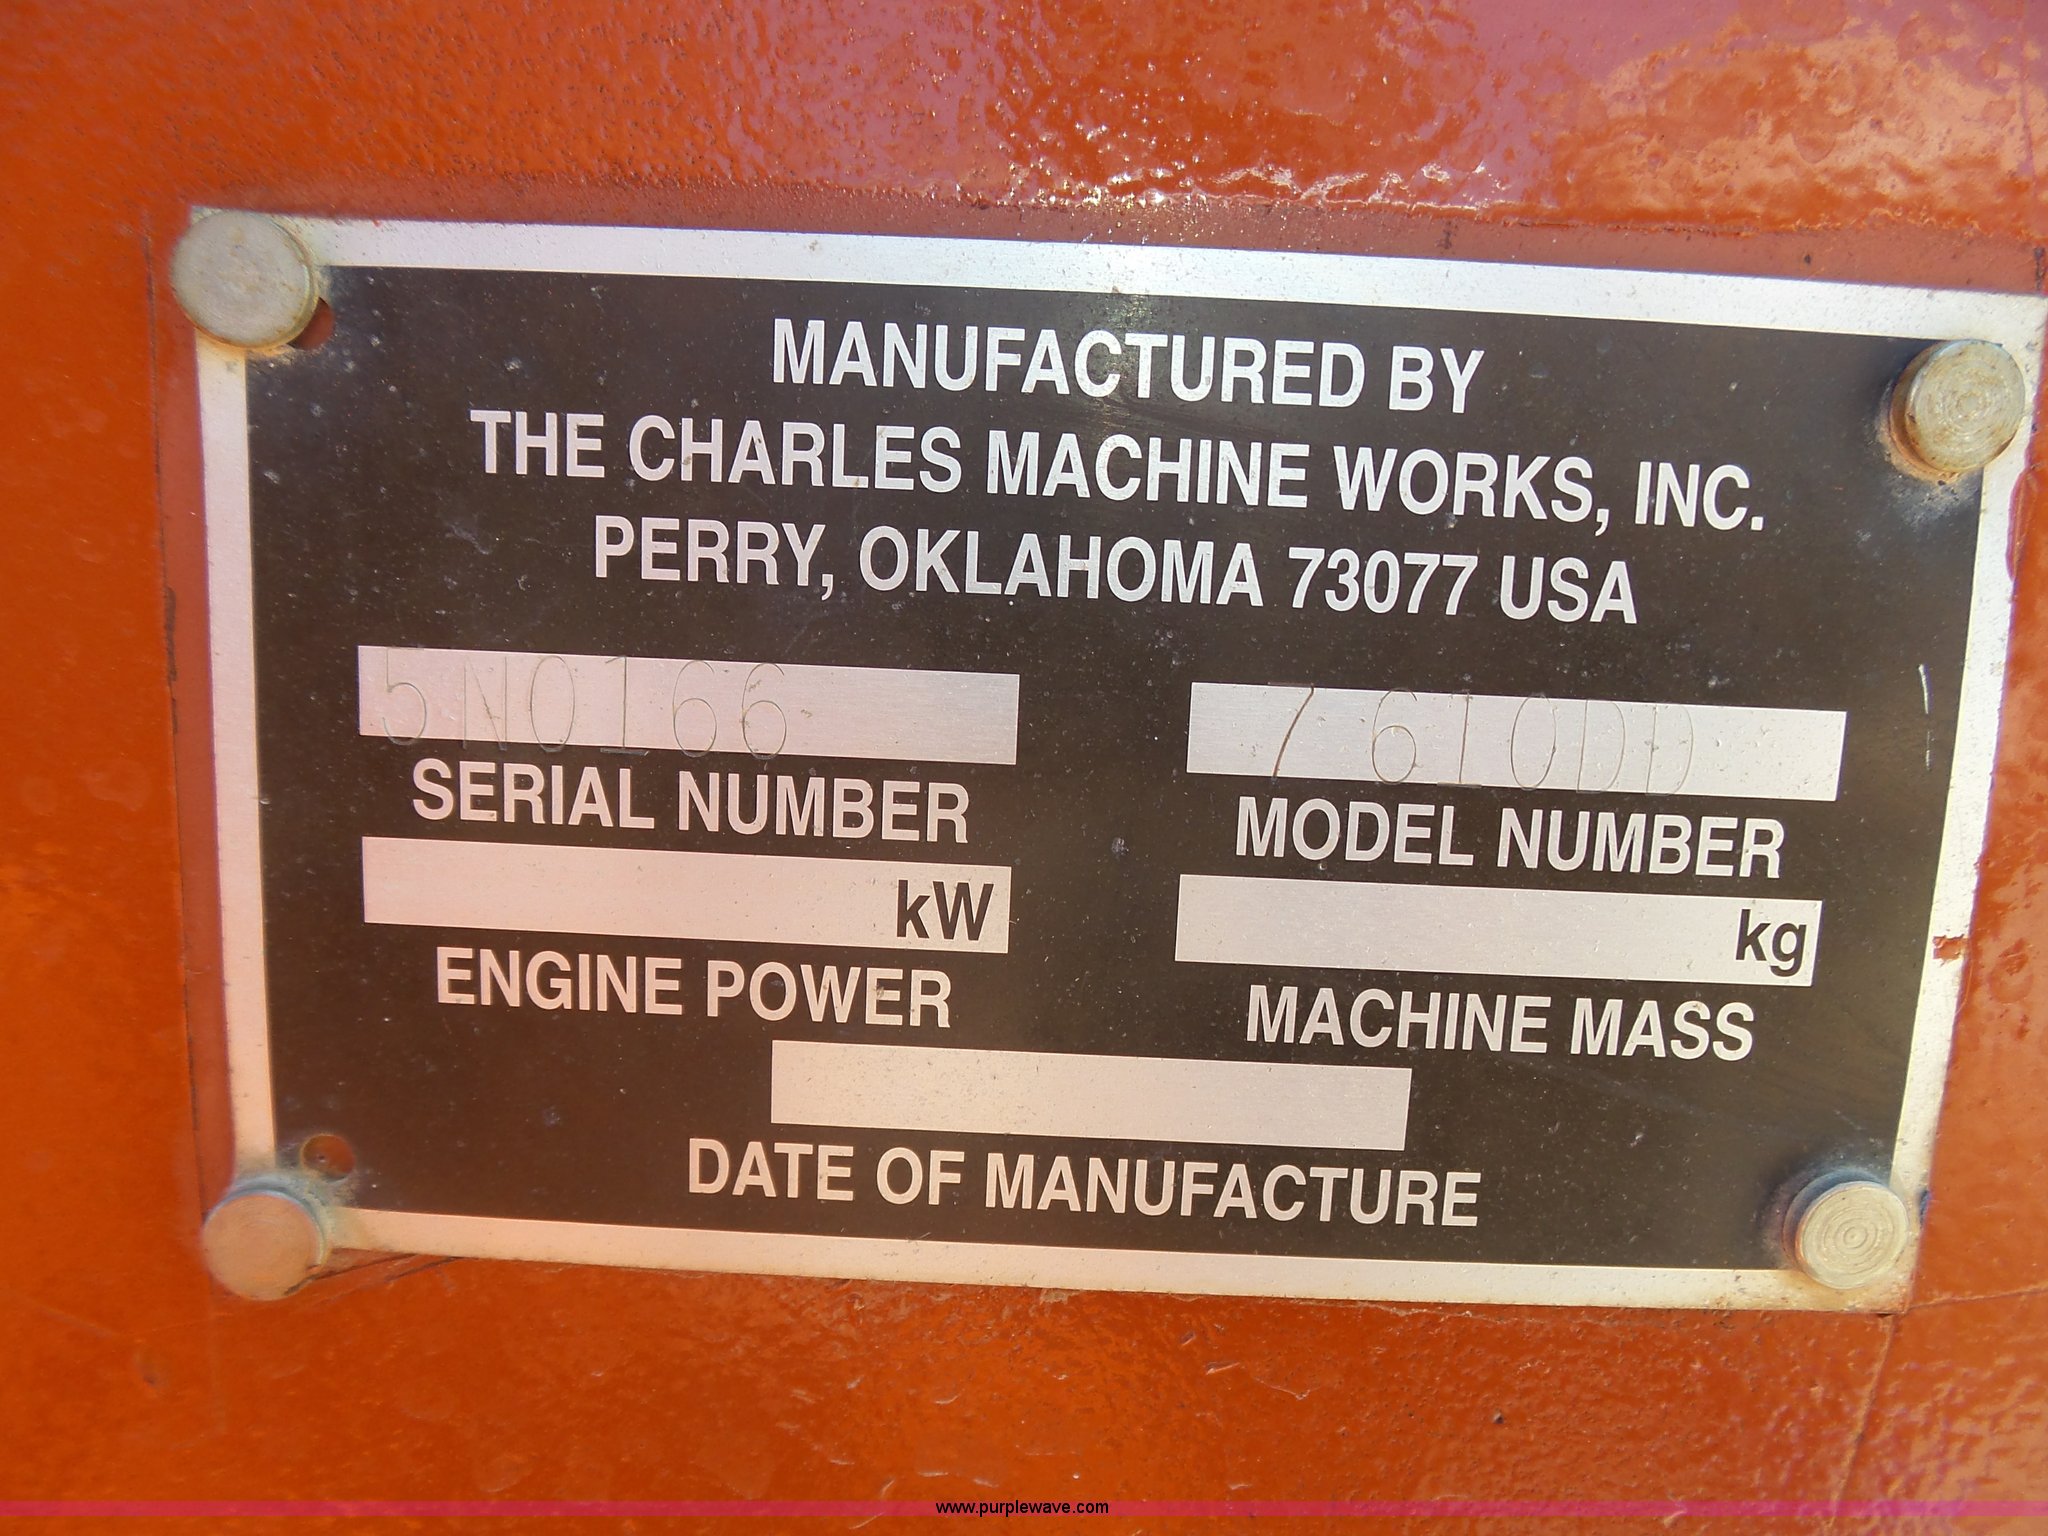 MANUFACTURED BY
THE CHARLES MACHINE WORKS, INC.
PERRY, OKLAHOMA 73077 USA
5N0166 7610DD
SERIAL NUMBER MODEL NUMBER
kW kg
ENGINE POWER MACHINE MASS
DATE OF MANUFACTURE
www.purplewave.com